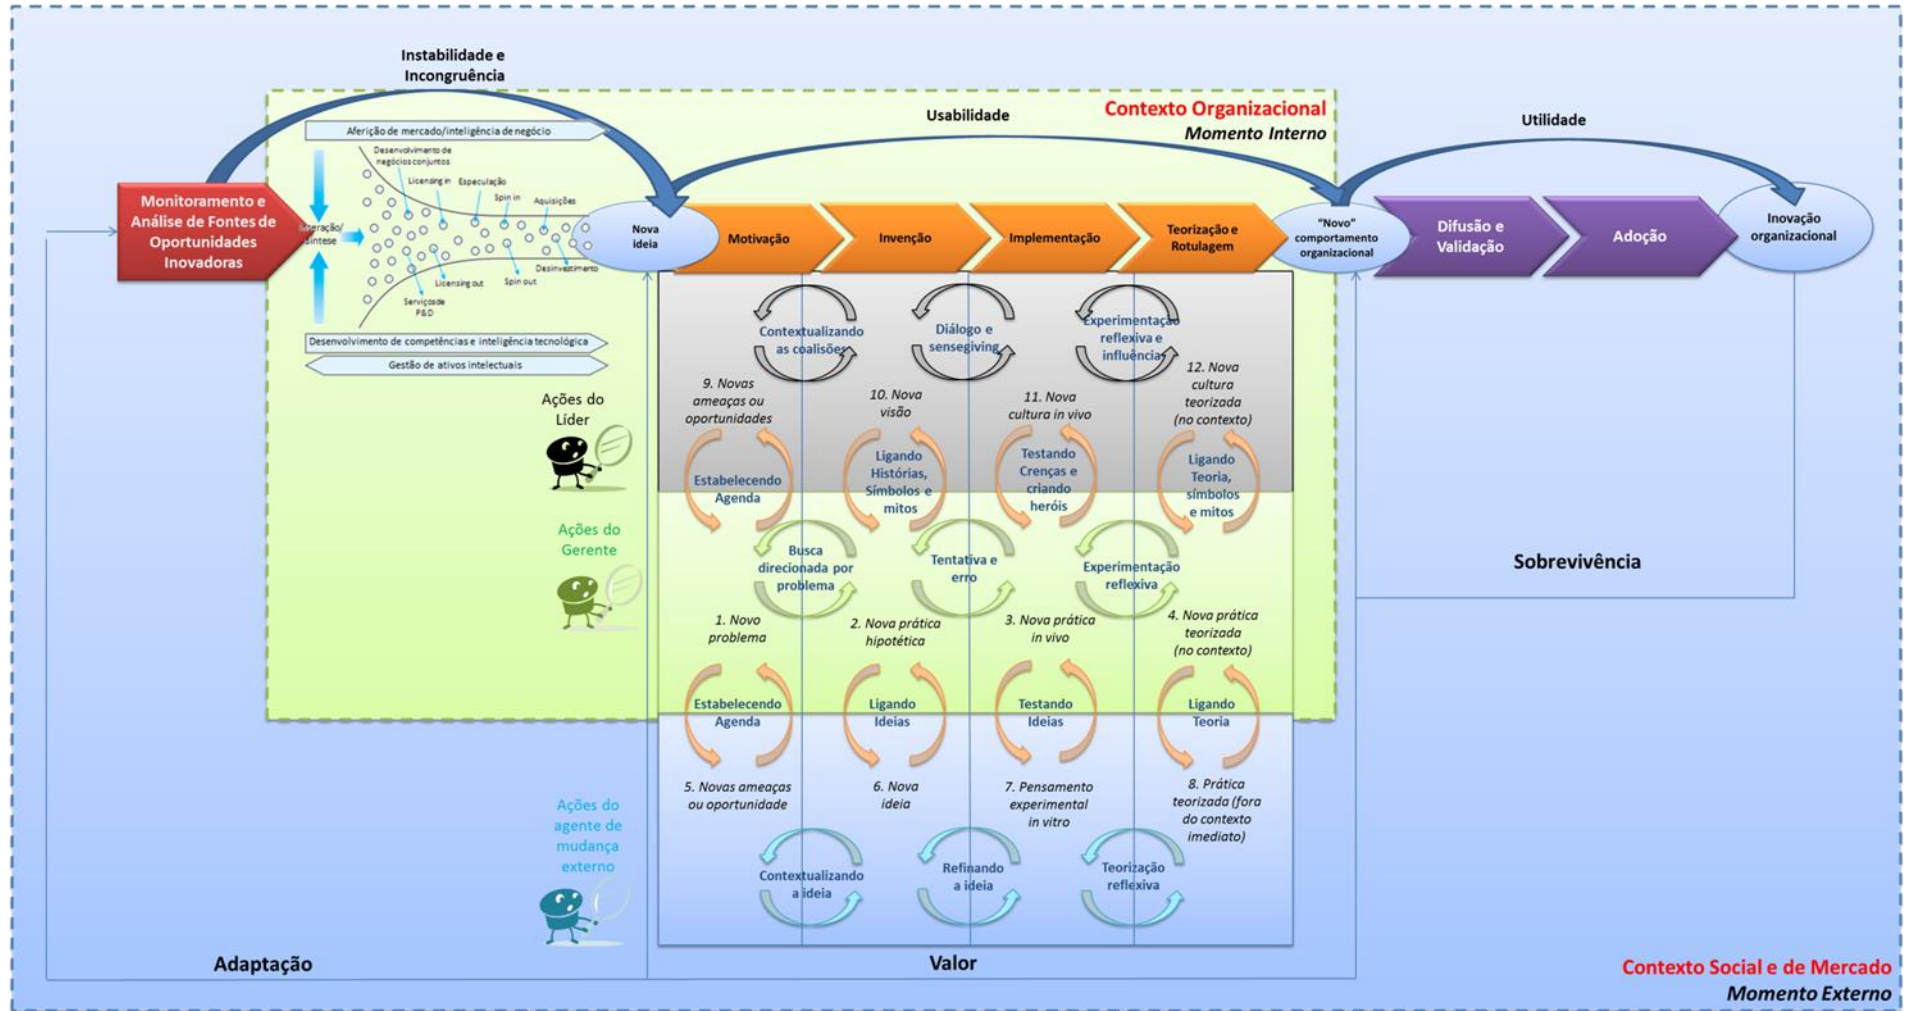 Instabilidade e
Incongruência
Contexto Organizacional
Momento Interno
Usabilidade
Utilidade
Aferição de mercado/inteligência de negócio
Desenvolvimento de
negócios conjuntos
Licensing in
Especulação
Spin in
Aquisições
Monitoramento e
Análise de Fontes de
Oportunidades
Inovadoras
Nova
ideia
Motivação
Invenção
Implementação
Teorização e
Rotulagem
"Novo"
comportamento
organizacional
Difusão e
Validação
Adoção
Inovação
organizacional
Desinvestimento
Licensing out
Spin out
Serviços de
P&D
Desenvolvimento de competências e inteligência tecnológica
Gestão de ativos intelectuais
Contextualizando
as coalisões
Diálogo e
sensegiving
Experimentação
reflexiva e
influência
Ações do
Líder
9. Novas
ameaças ou
oportunidades
10. Nova
visão
11. Nova
cultura in vivo
12. Nova
cultura
teorizada
(no contexto)
Estabelecendo
Agenda
Ligando
Histórias,
Símbolos e
mitos
Testando
Crenças e
criando
heróis
Ligando
Teoria,
símbolos
e mitos
Ações do
Gerente
Busca
direcionada por
problema
Tentativa e
erro
Experimentação
reflexiva
Sobrevivência
1. Novo
problema
2. Nova prática
hipotética
3. Nova prática
in vivo
4. Nova prática
teorizada
(no contexto)
Estabelecendo
Agenda
Ligando
Ideias
Testando
Ideias
Ligando
Teoria
5. Novas ameaças
ou oportunidade
6. Nova
ideia
7. Pensamento
experimental
in vitro
8. Prática
teorizada (fora
do contexto
imediato)
Ações do
agente de
mudança
externo
Contextualizando
a ideia
Refinando
a ideia
Teorização
reflexiva
Adaptação
Valor
Contexto Social e de Mercado
Momento Externo